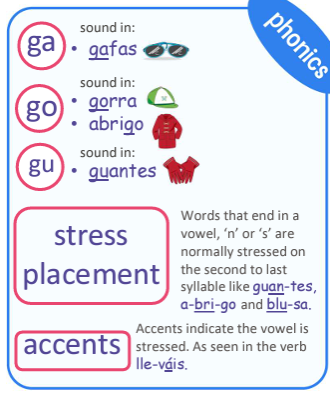 phonics
ga
sound in:
• gafas
go
sound in:
• gorra
• abrigo
gu
sound in:
• guantes
stress
placement
Words that end in a
vowel, ‘n’ or ‘s’ are
normally stressed on
the second to last
syllable like guan-tes,
a-bri-go and blu-sa.
accents
Accents indicate the vowel is
stressed. As seen in the verb
lle-váis.